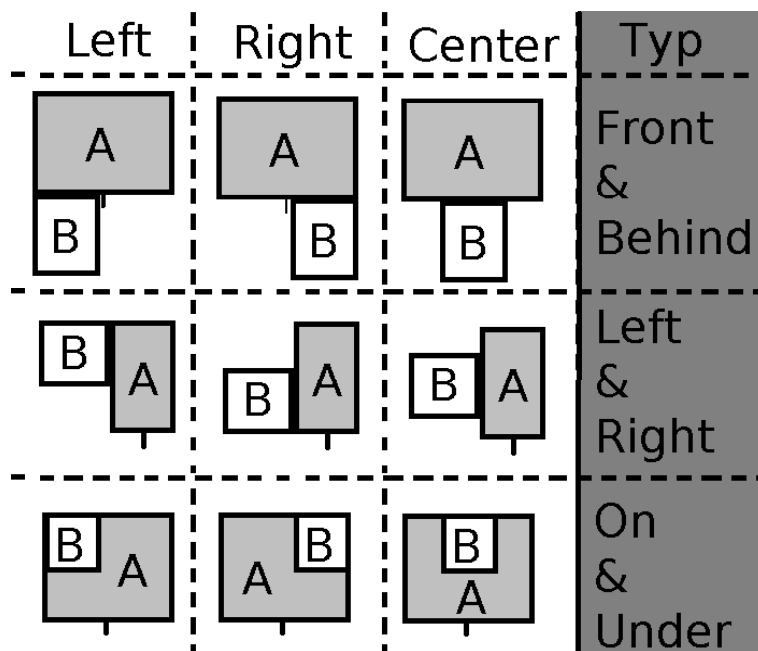 Left Right Center Typ
A A A
B B B
Front
&
Behind
B A B A B A
Left
&
Right
B A A B B A
On
&
Under